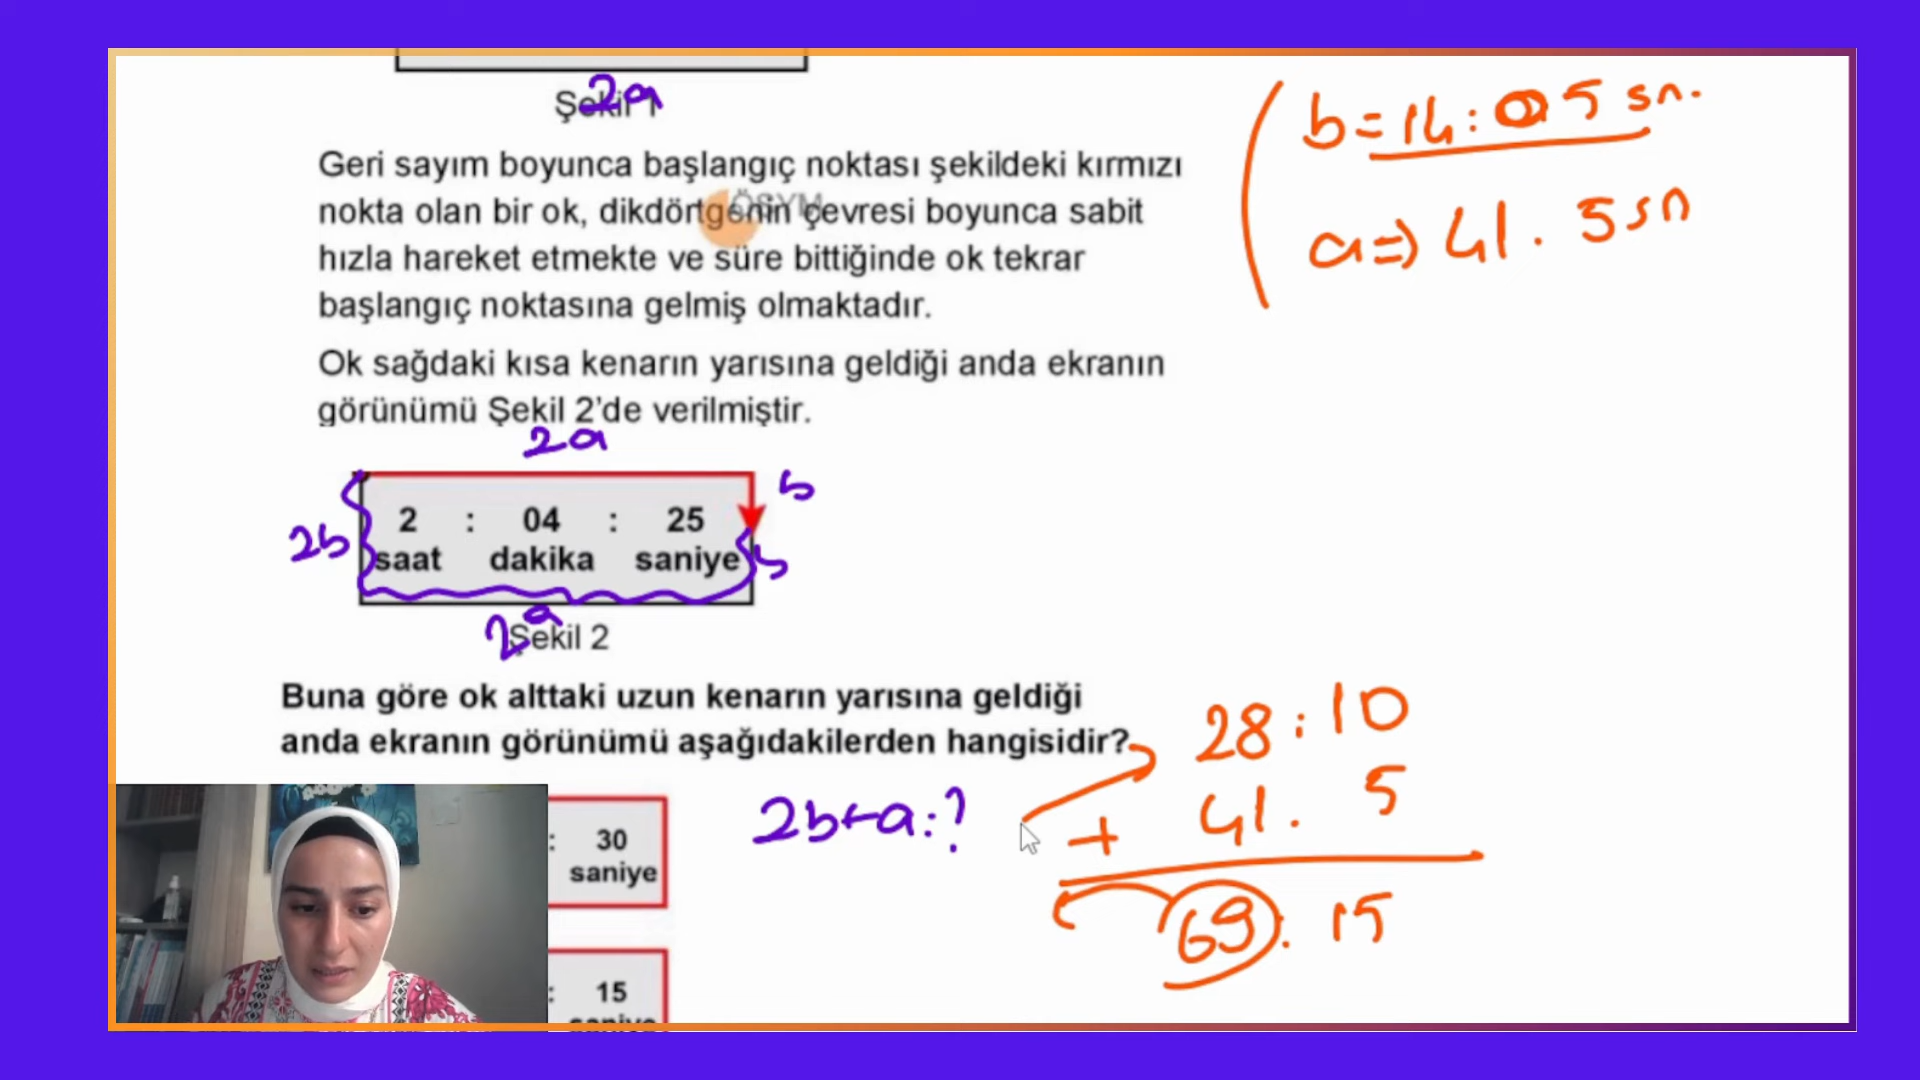 Şekil 1
2a
Geri sayım boyunca başlangıç noktası şekildeki kırmızı
nokta olan bir ok, dikdörtgenin çevresi boyunca sabit
hızla hareket etmekte ve süre bittiğinde ok tekrar
başlangıç noktasına gelmiş olmaktadır.
ÖSYM
Ok sağdaki kısa kenarın yarısına geldiği anda ekranın
görünümü Şekil 2'de verilmiştir.
2a
b
2b
2 : 04 : 25
saat dakika saniye
b
2a
Şekil 2
Buna göre ok alttaki uzun kenarın yarısına geldiği
anda ekranın görünümü aşağıdakilerden hangisidir?
: 30
saniye
: 15
saniye
2b+a:?
b=14:05 sn.
a=> 41. 5 sn
28:10
+ 41. 5
69. 15